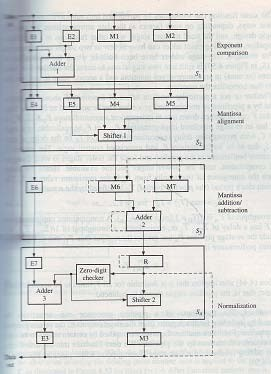 E1 E2 M1 M2
Exponent
comparison
Adder
1
S1
E4 E5 M4 M5
Mantissa
alignment
Shifter 1
S2
E6 M6 M7
Mantissa
addition/
subtraction
Adder
2
S3
E7 R
Zero-digit
checker
Adder
3
Shifter 2
Normalization
S4
E3 M3